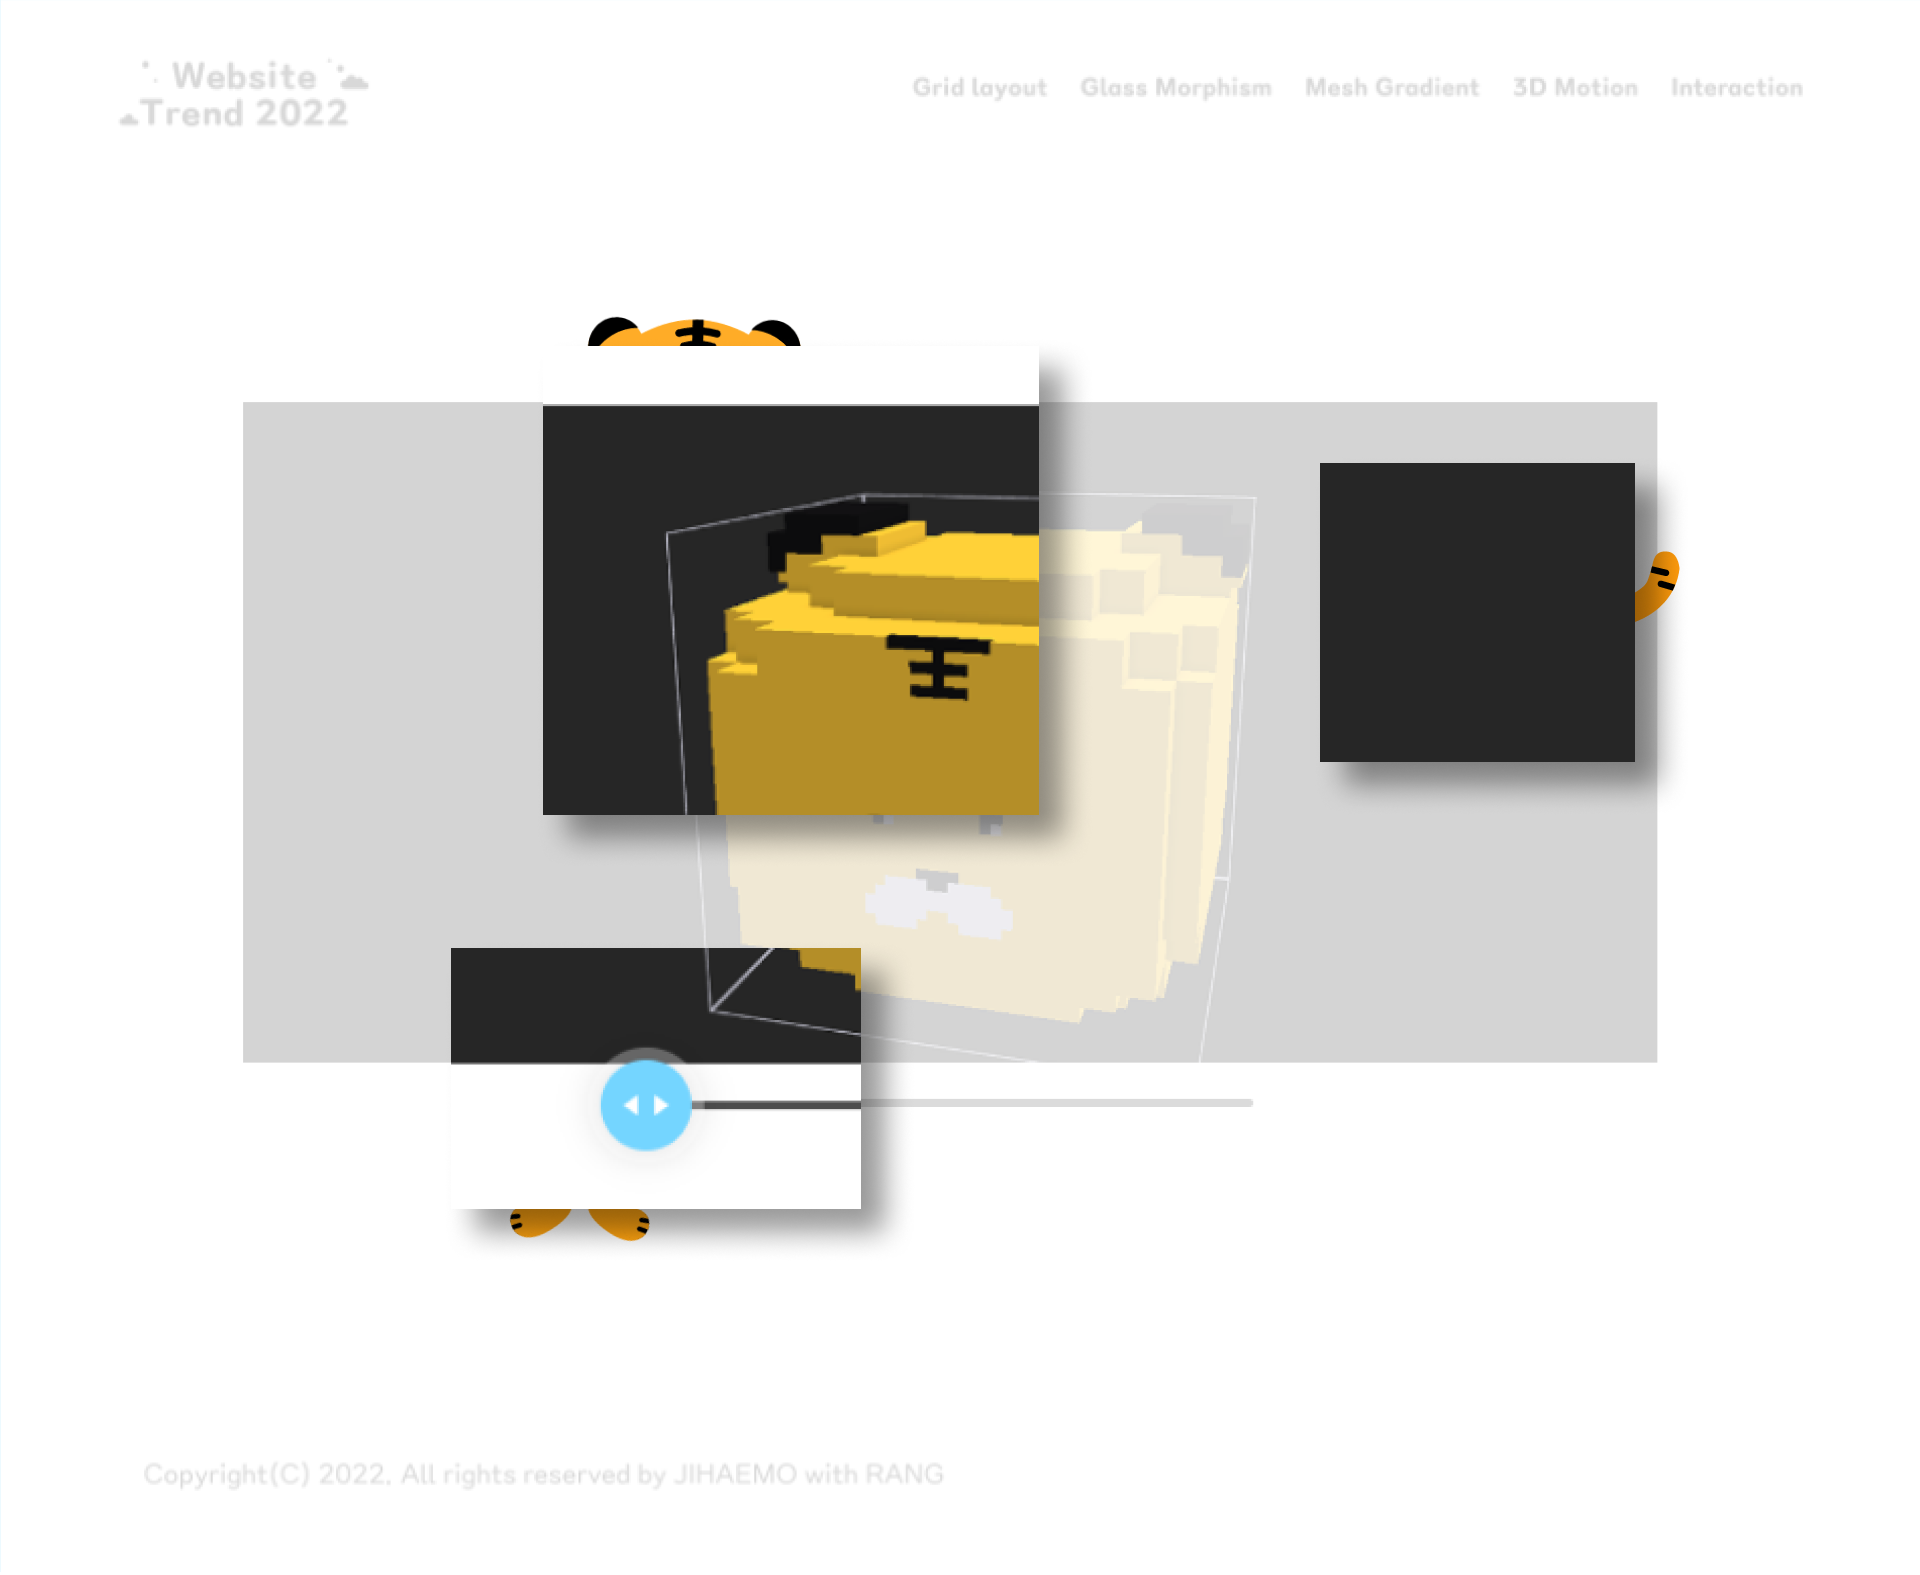 Website
Trend 2022
Grid layout Glass Morphism Mesh Gradient 3D Motion Interaction
Copyright(C) 2022. All rights reserved by JIHAEMO with RANG